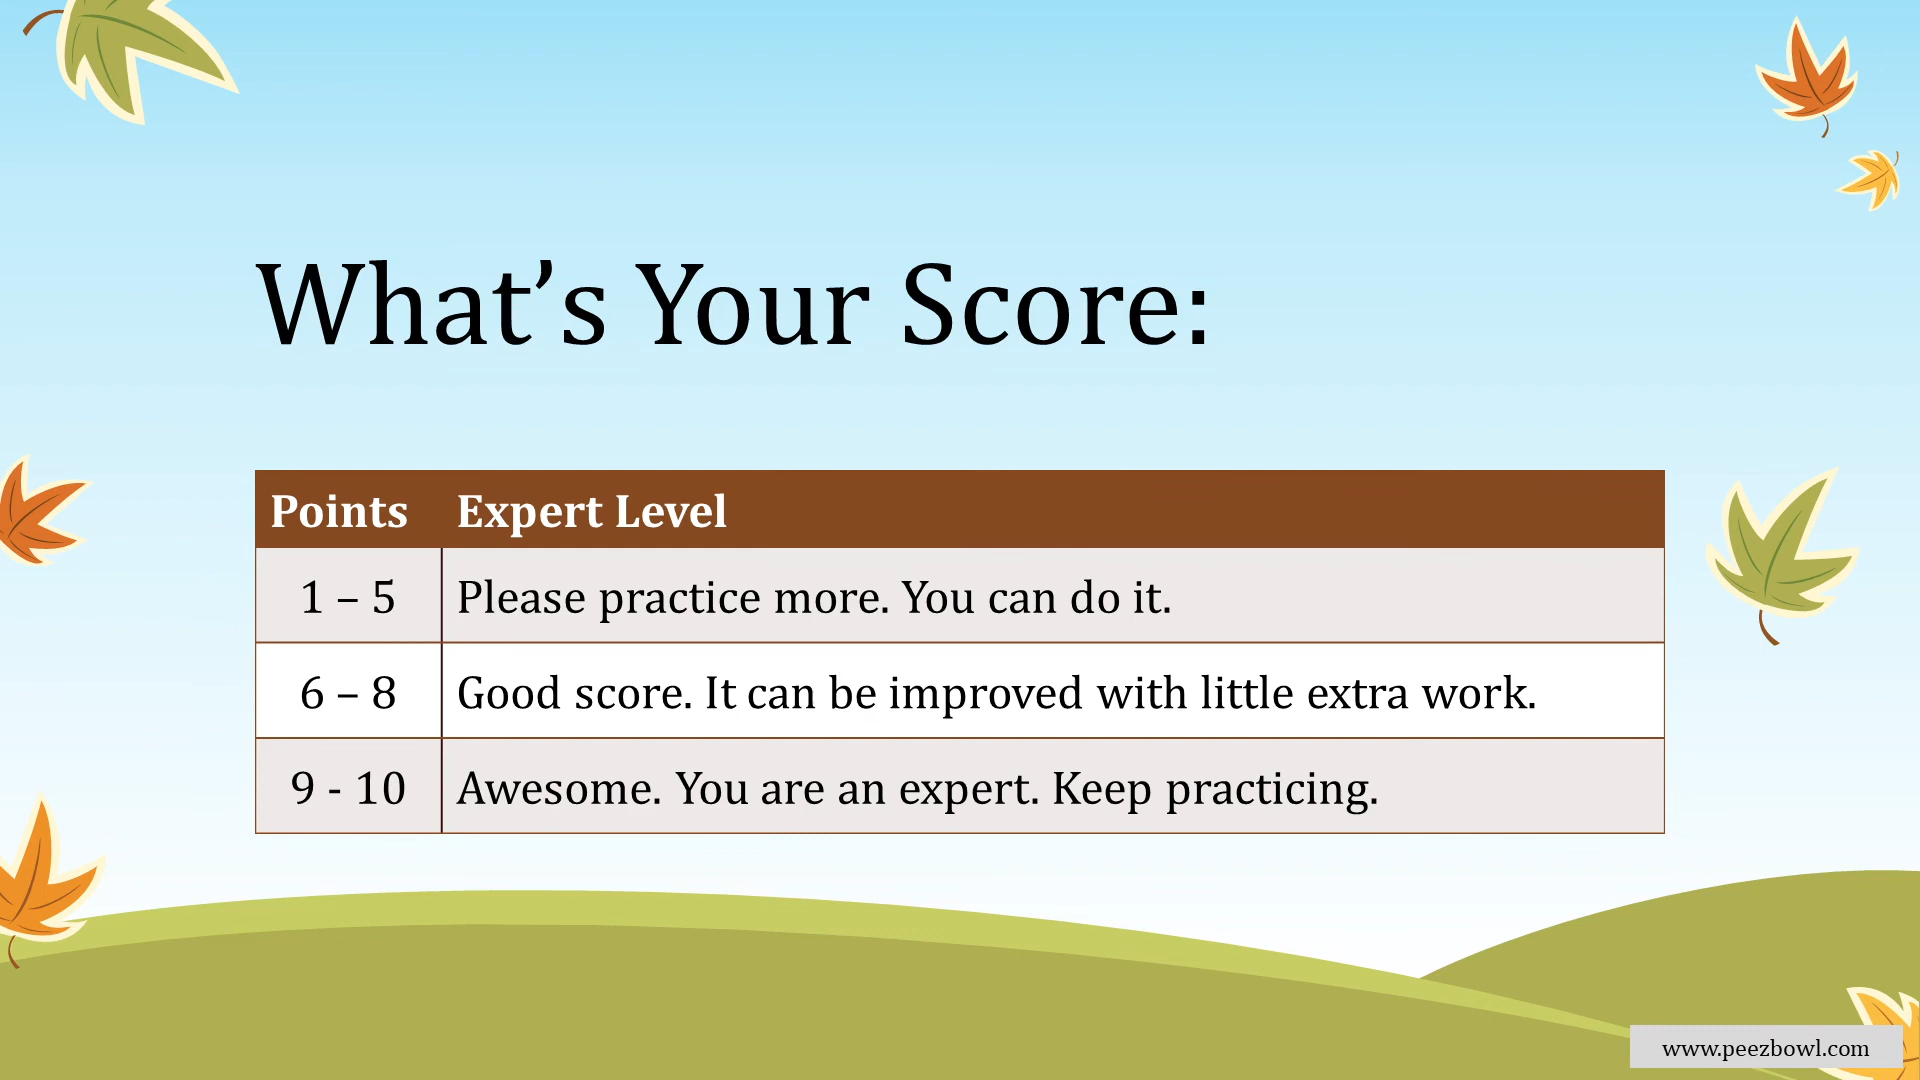 What’s Your Score:
Points Expert Level
1 – 5 Please practice more. You can do it.
6 – 8 Good score. It can be improved with little extra work.
9 - 10 Awesome. You are an expert. Keep practicing.
www.peezbowl.com